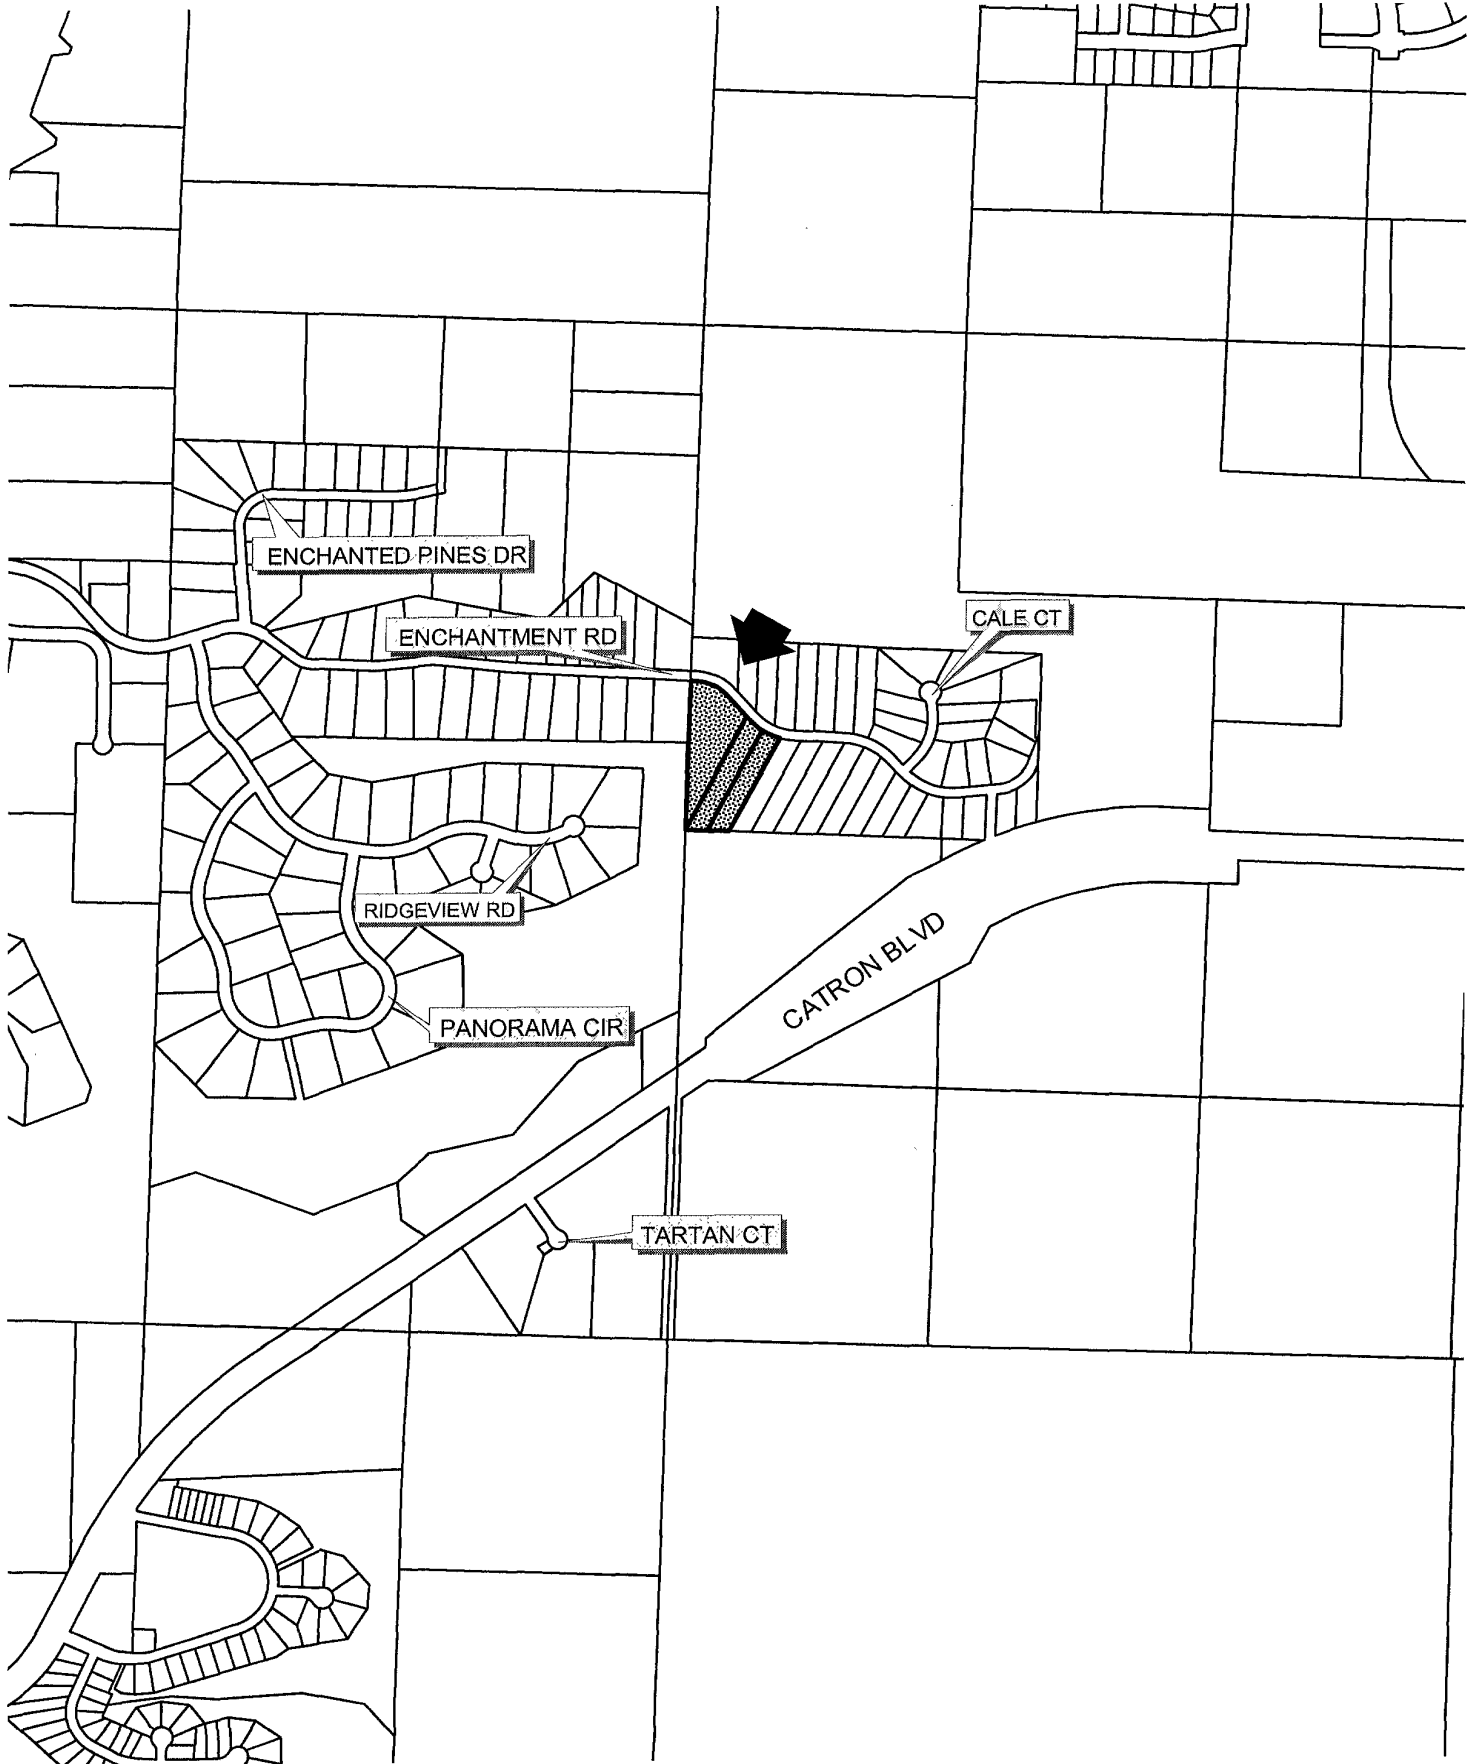 ENCHANTED PINES DR
ENCHANTMENT RD
CALE CT
RIDGEVIEW RD
CATRON BLVD
PANORAMA CIR
TARTAN CT